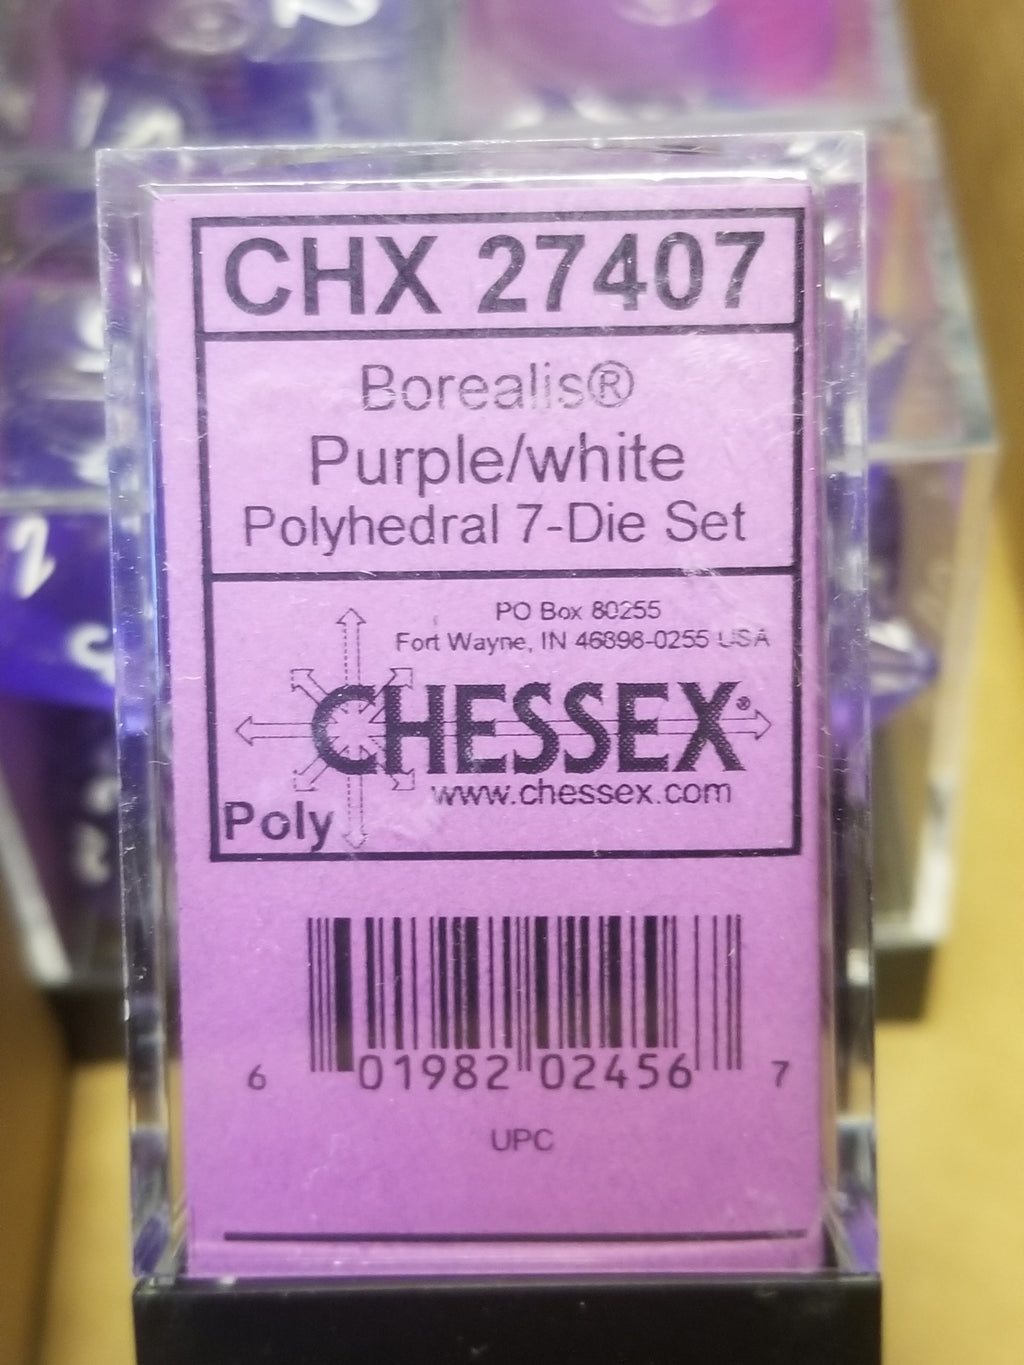 CHX 27407
Borealis®
Purple/white
Polyhedral 7-Die Set
PO Box 80255
Fort Wayne, IN 46898-0255 USA
CHESSEX®
www.chessex.com
Poly
6 01982 02456 7
UPC